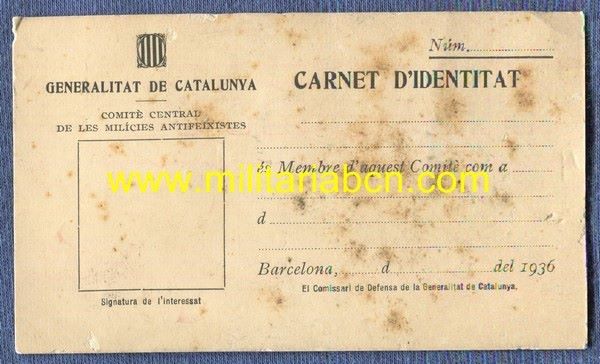 GENERALITAT DE CATALUNYA
COMITÈ CENTRAL
DE LES MILÍCIES ANTIFEIXISTES
Signatura de l'interessat
Núm.
CARNET D'IDENTITAT
és Membre d'aquest Comitè com a
d
Barcelona, d del 1936
El Comissari de Defensa de la Generalitat de Catalunya,
www.militariabcn.com